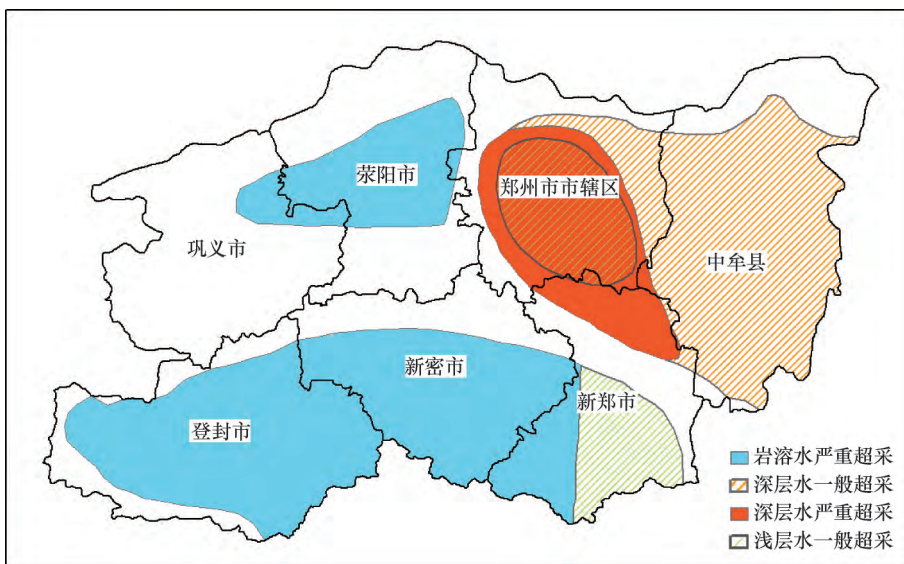 荥阳市
郑州市市辖区
巩义市
中牟县
新密市
新郑市
登封市
岩溶水严重超采
深层水一般超采
深层水严重超采
浅层水一般超采